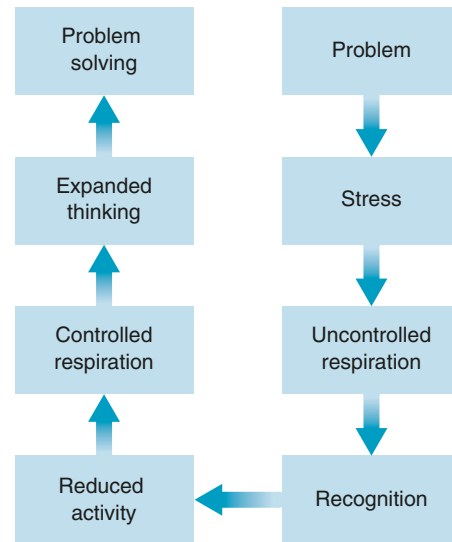 Problem
solving
Problem
Expanded
thinking
Stress
Controlled
respiration
Uncontrolled
respiration
Reduced
activity
Recognition